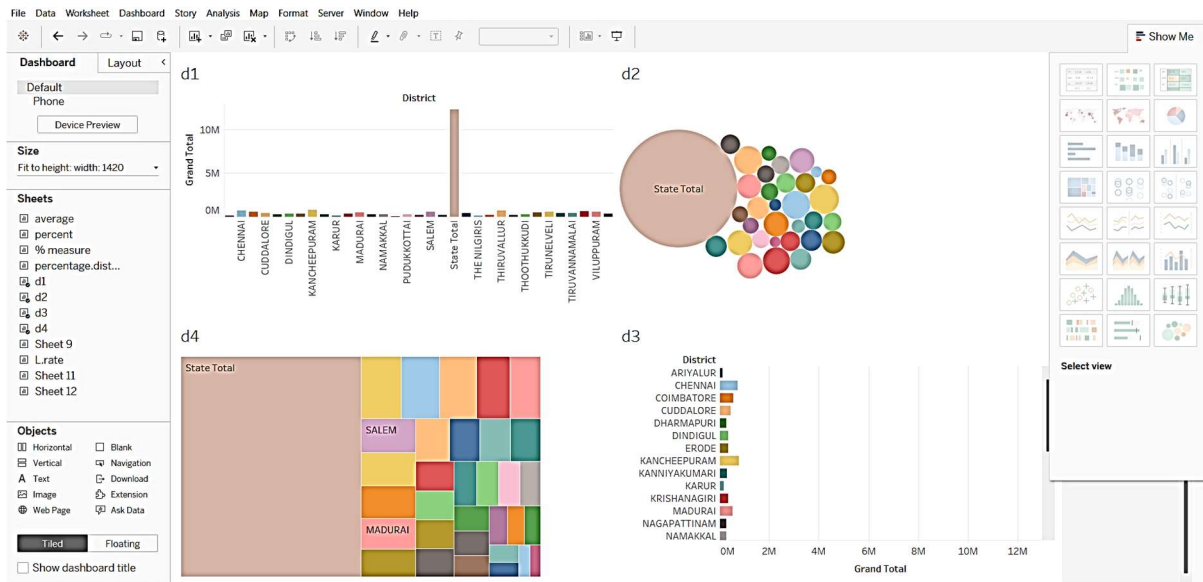 File Data Worksheet Dashboard Story Analysis Map Format Server Window Help
Show Me
Dashboard Layout
Default
Phone
Device Preview
Size
Fit to height: width: 1420
Sheets
average
percent
% measure
percentage.dist...
d1
d2
d3
d4
Sheet 9
L.rate
Sheet 11
Sheet 12
Objects
Horizontal Blank
Vertical Navigation
A Text Download
Image Extension
Web Page Ask Data
Tiled Floating
Show dashboard title
d1
District
Grand Total
10M
5M
0M
CHENNAI
CUDDALORE
DINDIGUL
KANCHEEPURAM
KARUR
MADURAI
NAMAKKAL
PUDUKKOTTAI
SALEM
State Total
THE NILGIRIS
THIRUVALLUR
THOOTHUKKUDI
TIRUNELVELI
TIRUVANNAMALAI
VILUPPURAM
d2
State Total
d4
State Total
SALEM
MADURAI
d3
District
ARIYALUR
CHENNAI
COIMBATORE
CUDDALORE
DHARMAPURI
DINDIGUL
ERODE
KANCHEEPURAM
KANNIYAKUMARI
KARUR
KRISHANAGIRI
MADURAI
NAGAPATTINAM
NAMAKKAL
0M 2M 4M 6M 8M 10M 12M
Grand Total
Select view